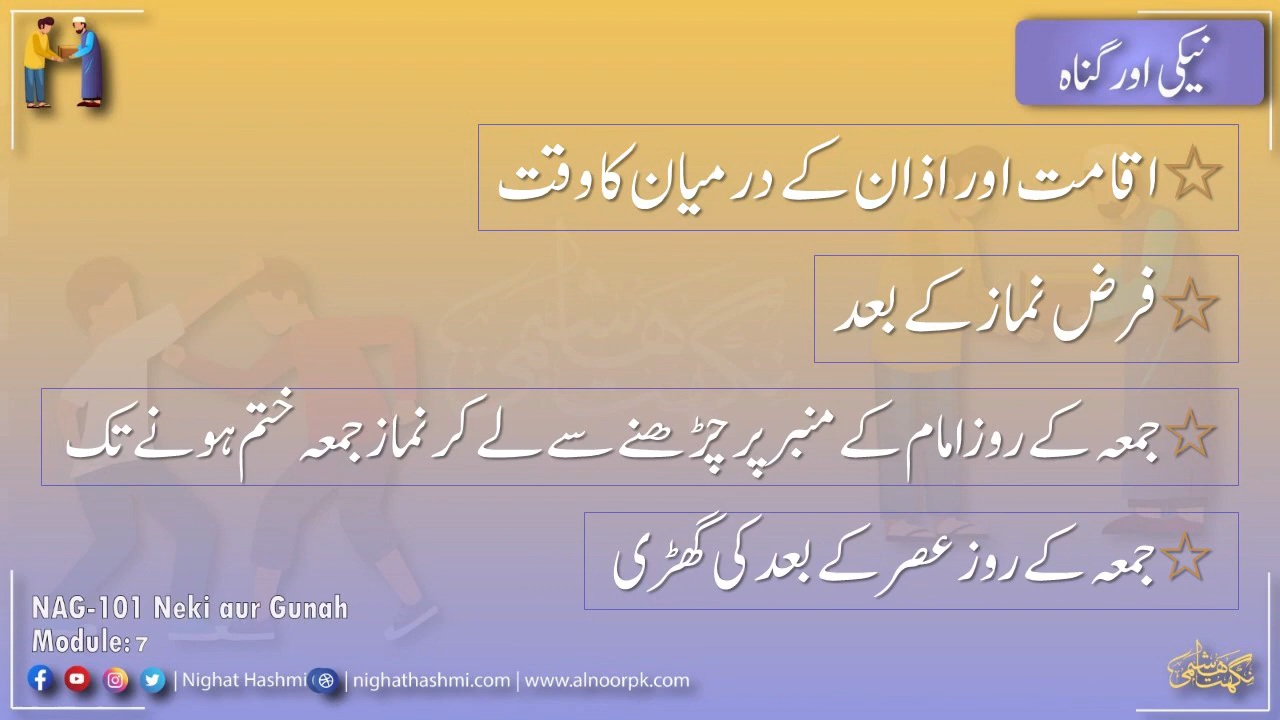 نیکی اور گناہ
اقامت اور اذان کے درمیان کا وقت
فرض نماز کے بعد
جمعہ کے روز امام کے منبر پر چڑھنے سے لے کر نماز جمعہ ختم ہونے تک
جمعہ کے روز عصر کے بعد کی گھڑی
NAG-101 Neki aur Gunah
Module: 7
| Nighat Hashmi | nighathashmi.com | www.alnoorpk.com
نگہت ہاشمی